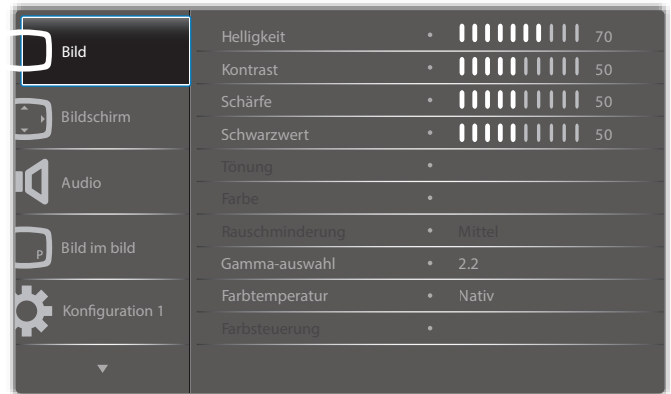 Bild
Bildschirm
Audio
P
Bild im bild
Konfiguration 1
Helligkeit • 70
Kontrast • 50
Schärfe • 50
Schwarzwert • 50
Tönung •
Farbe •
Rauschminderung • Mittel
Gamma-auswahl • 2.2
Farbtemperatur • Nativ
Farbsteuerung •